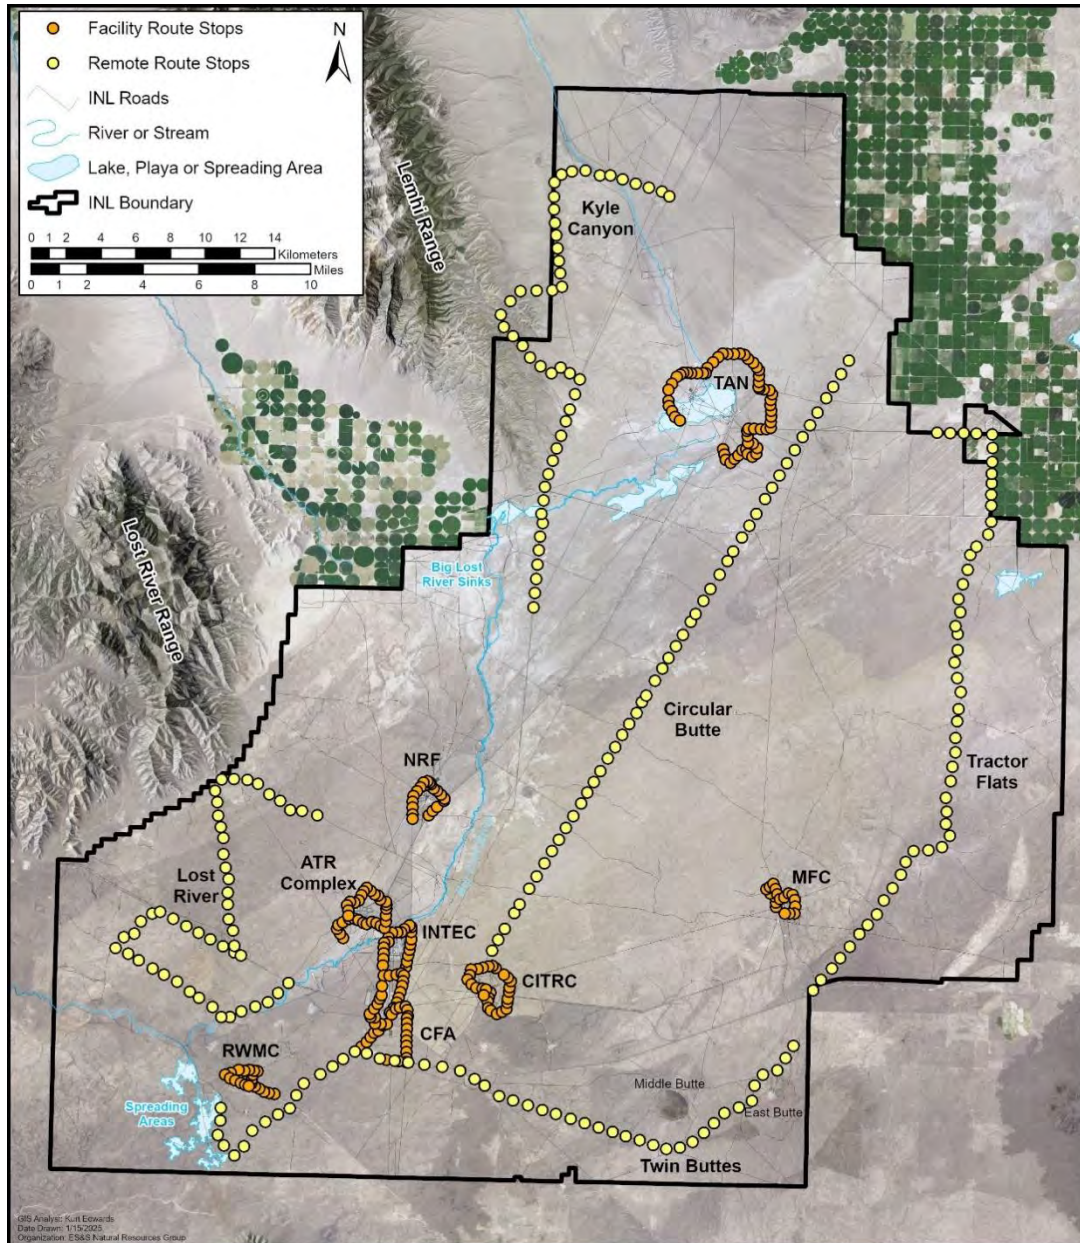 Facility Route Stops
Remote Route Stops
INL Roads
River or Stream
Lake, Playa or Spreading Area
INL Boundary
N
0 1 2 4 6 8 10 12 14
Kilometers
Miles
0 2 4 6 8 10
Lemhi Range
Kyle
Canyon
TAN
Lost River Range
Big Lost
River Sinks
Circular
Butte
NRF
Tractor
Flats
Lost
River
ATR
Complex
MFC
INTEC
CITRC
CFA
RWMC
Middle Butte
Spreading
Areas
East Butte
Twin Buttes
GIS Analyst: Kurt Edwards
Date Drawn: 1/15/2025
Organization: ES&S Natural Resources Group